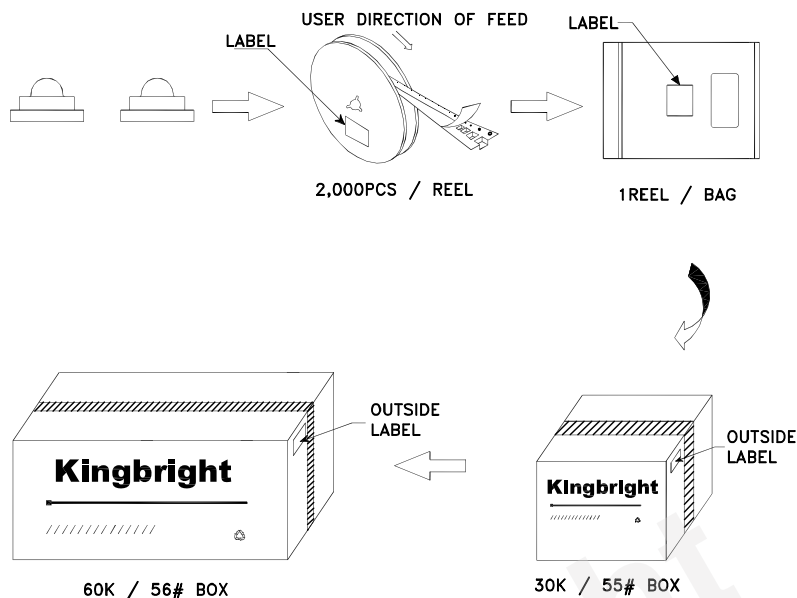 USER DIRECTION OF FEED
LABEL
LABEL
2,000PCS / REEL
1REEL / BAG
OUTSIDE
LABEL
Kingbright
60K / 56# BOX
OUTSIDE
LABEL
Kingbright
30K / 55# BOX